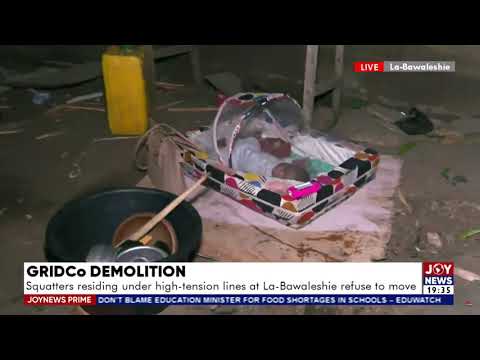 LIVE La-Bawaleshie
GRIDCo DEMOLITION
Squatters residing under high-tension lines at La-Bawaleshie refuse to move
JOY
NEWS
JOYNEWS PRIME DON'T BLAME EDUCATION MINISTER FOR FOOD SHORTAGES IN SCHOOLS – EDUWATCH 19:35